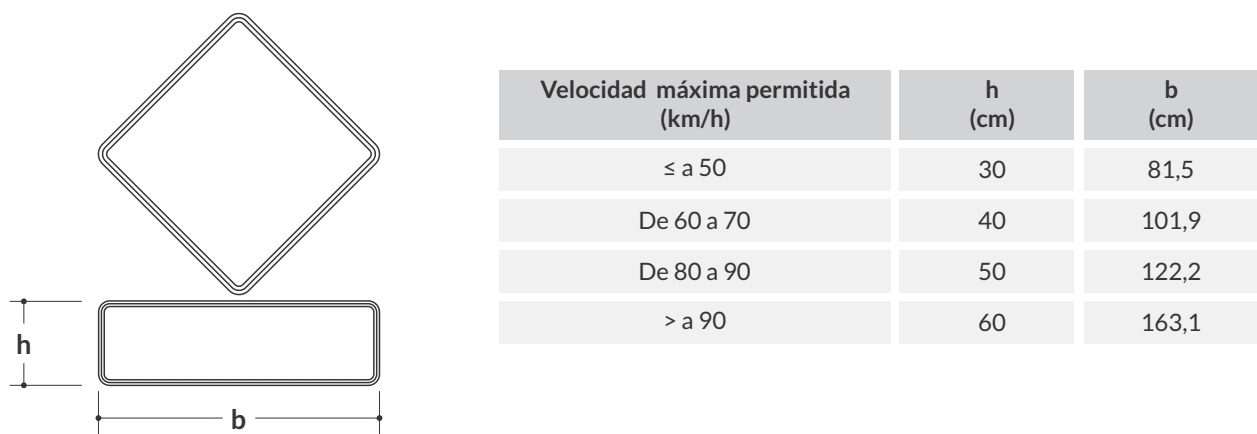 Velocidad máxima permitida
(km/h)
h
(cm)
b
(cm)
≤ a 50
30
81,5
De 60 a 70
40
101,9
De 80 a 90
50
122,2
> a 90
60
163,1
h
b